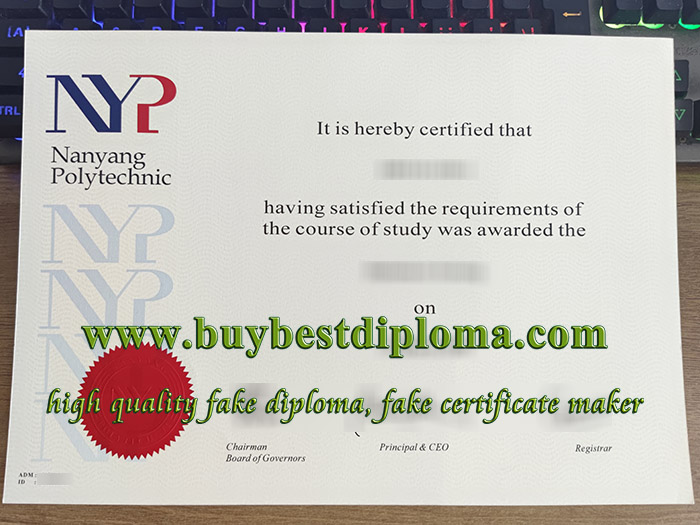 NYP
Nanyang
Polytechnic
It is hereby certified that
having satisfied the requirements of
the course of study was awarded the
on
www.buybestdiploma.com
high quality fake diploma, fake certificate maker
Chairman
Board of Governors
Principal & CEO
Registrar
ADM :
ID :